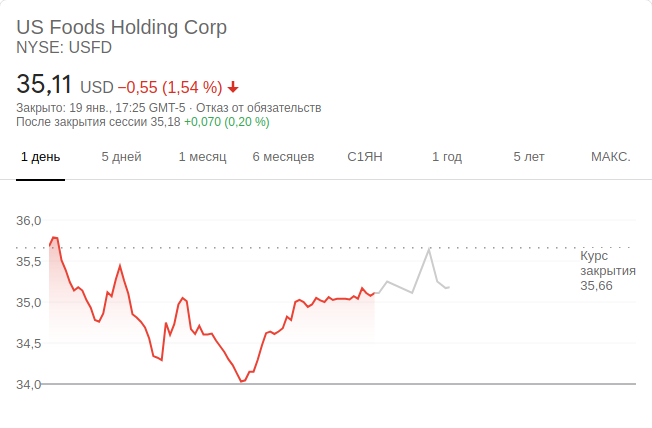 US Foods Holding Corp
NYSE: USFD
35,11 USD −0,55 (1,54 %)
Закрыто: 19 янв., 17:25 GMT-5 · Отказ от обязательств
После закрытия сессии 35,18 +0,070 (0,20 %)
1 день 5 дней 1 месяц 6 месяцев С1ЯН 1 год 5 лет МАКС.
36,0
35,5
35,0
34,5
34,0
Курс
закрытия
35,66